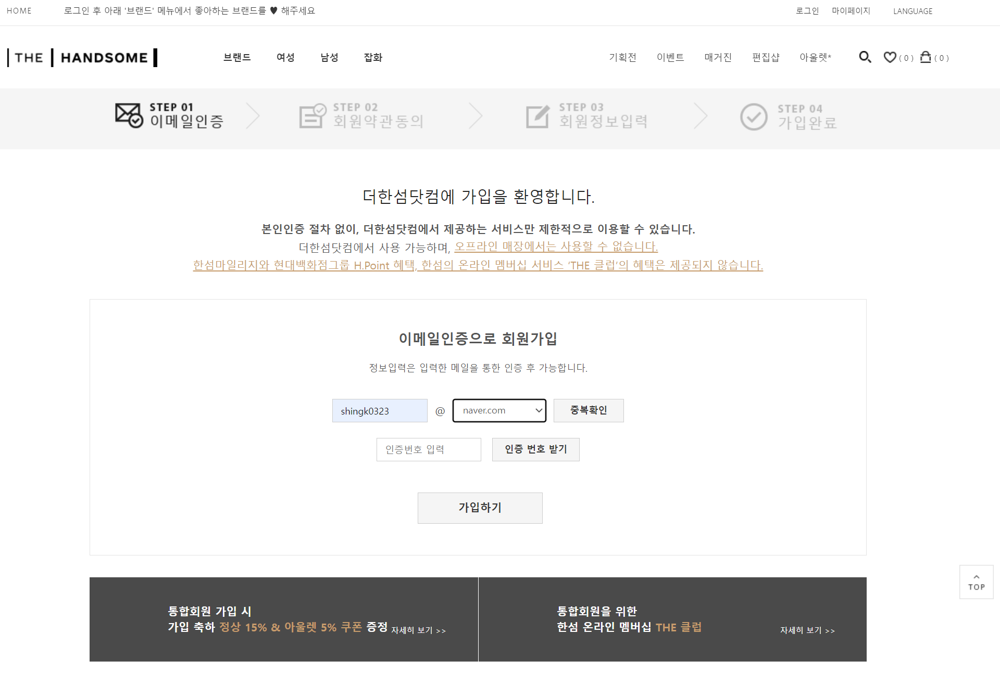 HOME 로그인 후 아래 '브랜드' 메뉴에서 좋아하는 브랜드를 ♥ 해주세요 로그인 마이페이지 LANGUAGE
THE HANDSOME 브랜드 여성 남성 잡화 기획전 이벤트 매거진 편집샵 아울렛* ( 0 ) ( 0 )
STEP 01 STEP 02 STEP 03 STEP 04
이메일인증 회원약관동의 회원정보입력 가입완료
더한섬닷컴에 가입을 환영합니다.
본인인증 절차 없이, 더한섬닷컴에서 제공하는 서비스만 제한적으로 이용할 수 있습니다.
더한섬닷컴에서 사용 가능하며, 오프라인 매장에서는 사용할 수 없습니다.
한섬마일리지와 현대백화점그룹 H.Point 혜택, 한섬의 온라인 멤버십 서비스 ‘THE 클럽’의 혜택은 제공되지 않습니다.
이메일인증으로 회원가입
정보입력은 입력한 메일을 통한 인증 후 가능합니다.
shingk0323 @ naver.com 중복확인
인증번호 입력 인증 번호 받기
가입하기
TOP
통합회원 가입 시
가입 축하 정상 15% & 아울렛 5% 쿠폰 증정 자세히 보기 >>
통합회원을 위한
한섬 온라인 멤버십 THE 클럽 자세히 보기 >>